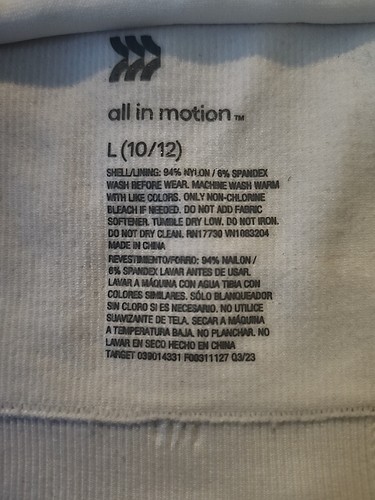 all in motion™
L (10/12)
SHELL/LINING: 94% NYLON / 6% SPANDEX
WASH BEFORE WEAR. MACHINE WASH WARM
WITH LIKE COLORS. ONLY NON-CHLORINE
BLEACH IF NEEDED. DO NOT ADD FABRIC
SOFTENER. TUMBLE DRY LOW. DO NOT IRON.
DO NOT DRY CLEAN. RN17730 VN1083204
MADE IN CHINA
REVESTIMIENTO/FORRO: 94% NAILON /
6% SPANDEX LAVAR ANTES DE USAR.
LAVAR A MÁQUINA CON AGUA TIBIA CON
COLORES SIMILARES. SÓLO BLANQUEADOR
SIN CLORO SI ES NECESARIO. NO UTILICE
SUAVIZANTE DE TELA. SECAR A MÁQUINA
A TEMPERATURA BAJA. NO PLANCHAR. NO
LAVAR EN SECO HECHO EN CHINA
TARGET 039014331 F00311127 Q3/23